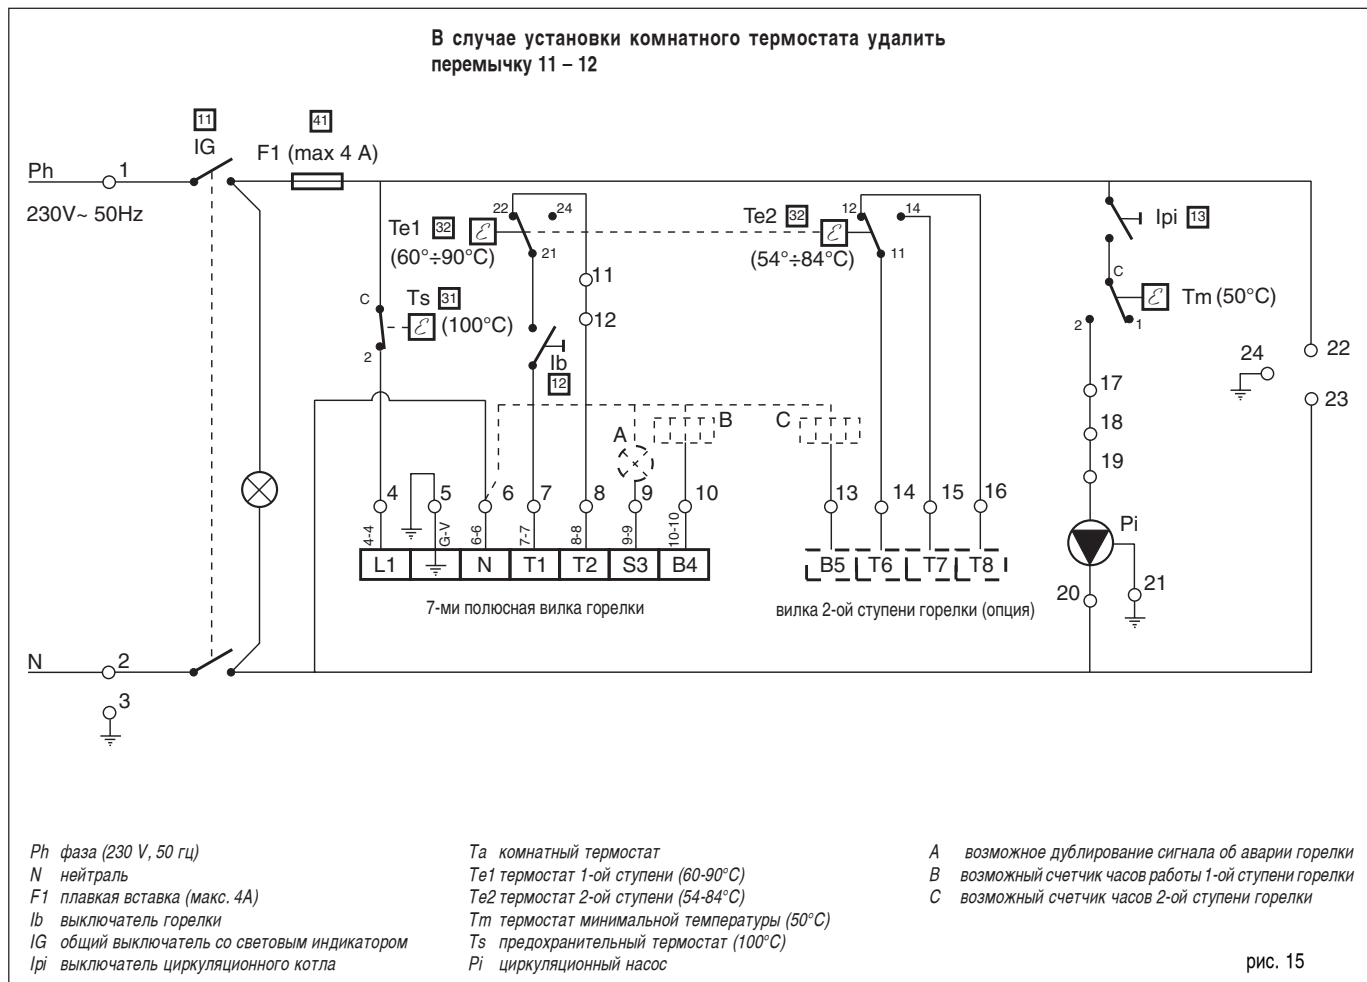 В случае установки комнатного термостата удалить
перемычку 11 – 12
11
41
IG
F1 (max 4 A)
Ph
1
230V~ 50Hz
22
24
Te1 32
ℰ
(60°÷90°C)
21
11
12
Te2 32
ℰ
(54°÷84°C)
12
14
11
Ipi 13
C
ℰ
Tm (50°C)
2
1
C
Ts 31
ℰ
(100°C)
2
Ib
12
24
22
23
17
18
19
A
B
C
4
5
6
7
8
9
10
13
14
15
16
4-4
G-V
6-6
7-7
8-8
9-9
10-10
L1
N
T1
T2
S3
B4
B5
T6
T7
T8
Pi
20
21
7-ми полюсная вилка горелки
вилка 2-ой ступени горелки (опция)
N
2
3
Ph фаза (230 V, 50 гц)
N нейтраль
F1 плавкая вставка (макс. 4А)
Ib выключатель горелки
IG общий выключатель со световым индикатором
Ipi выключатель циркуляционного котла
Ta комнатный термостат
Te1 термостат 1-ой ступени (60-90°C)
Te2 термостат 2-ой ступени (54-84°C)
Tm термостат минимальной температуры (50°C)
Ts предохранительный термостат (100°C)
Pi циркуляционный насос
A возможное дублирование сигнала об аварии горелки
B возможный счетчик часов работы 1-ой ступени горелки
C возможный счетчик часов 2-ой ступени горелки
рис. 15